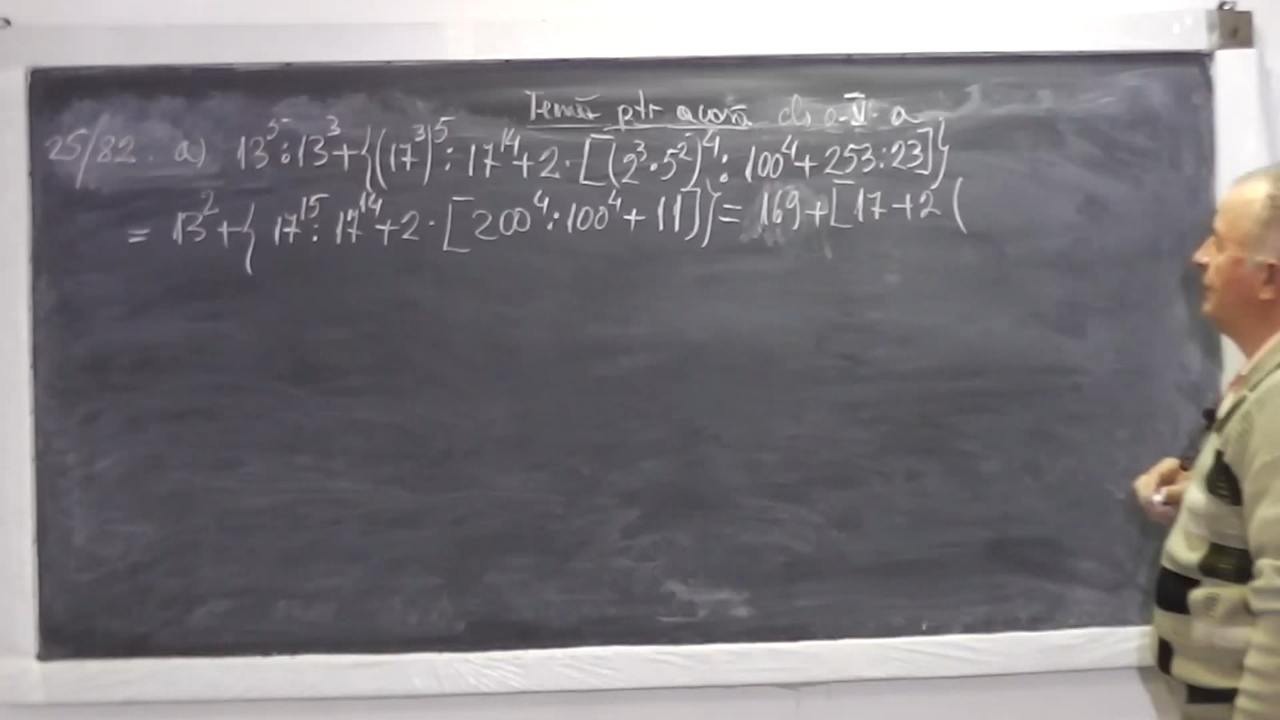 Temă ptr acasă cls a-V-a
25/82. a) 13⁵:13³+{(17³)⁵:17¹⁴+2·[(2³·5²)⁴:100⁴+253:23]}
= 13²+{17¹⁵:17¹⁴+2·[200⁴:100⁴+11]}= 169+[17+2(